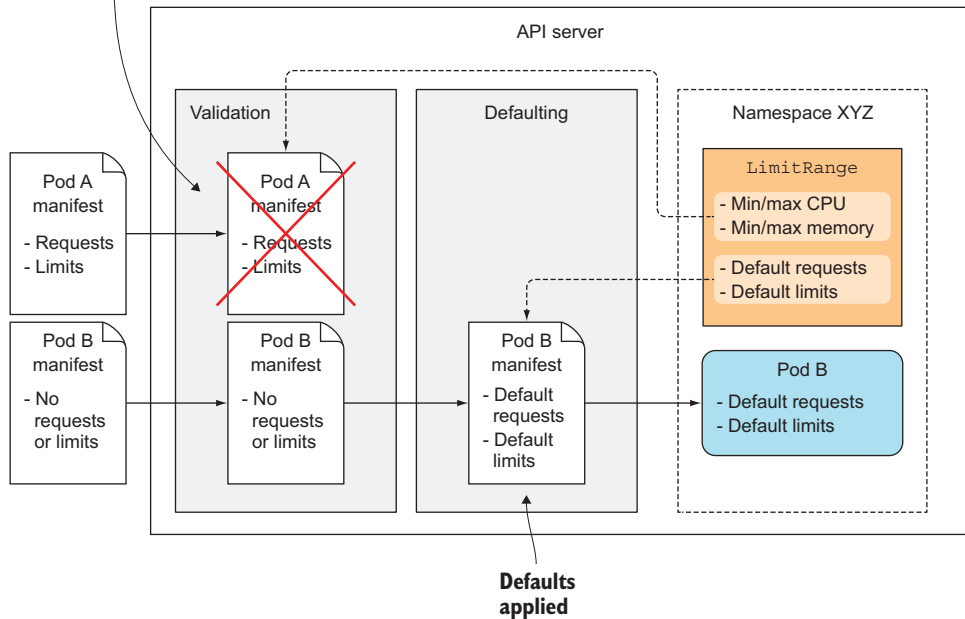 API server
Validation
Defaulting
Namespace XYZ
Pod A
manifest
- Requests
- Limits
Pod A
manifest
- Requests
- Limits
LimitRange
- Min/max CPU
- Min/max memory
- Default requests
- Default limits
Pod B
manifest
- No
requests
or limits
Pod B
manifest
- No
requests
or limits
Pod B
manifest
- Default
requests
- Default
limits
Pod B
- Default requests
- Default limits
Defaults
applied